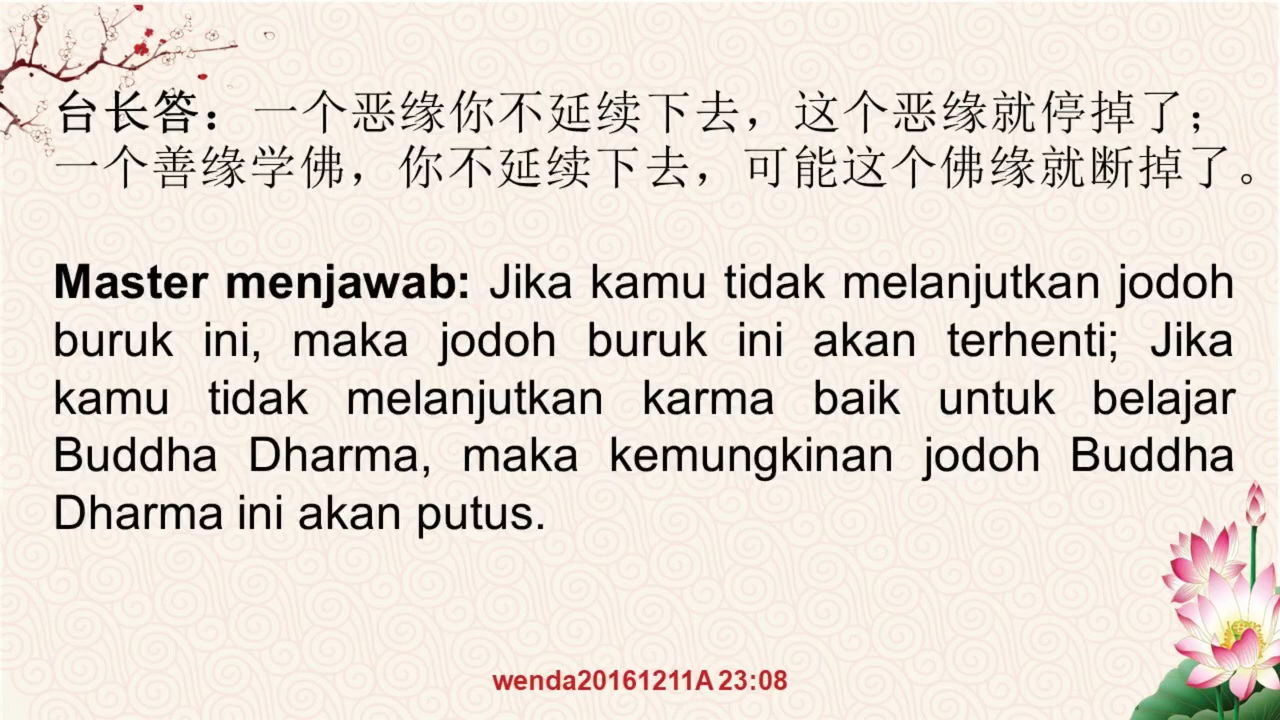 台长答：一个恶缘你不延续下去，这个恶缘就停掉了；
一个善缘学佛，你不延续下去，可能这个佛缘就断掉了。
Master menjawab: Jika kamu tidak melanjutkan jodoh
buruk ini, maka jodoh buruk ini akan terhenti; Jika
kamu tidak melanjutkan karma baik untuk belajar
Buddha Dharma, maka kemungkinan jodoh Buddha
Dharma ini akan putus.
wenda20161211A 23:08